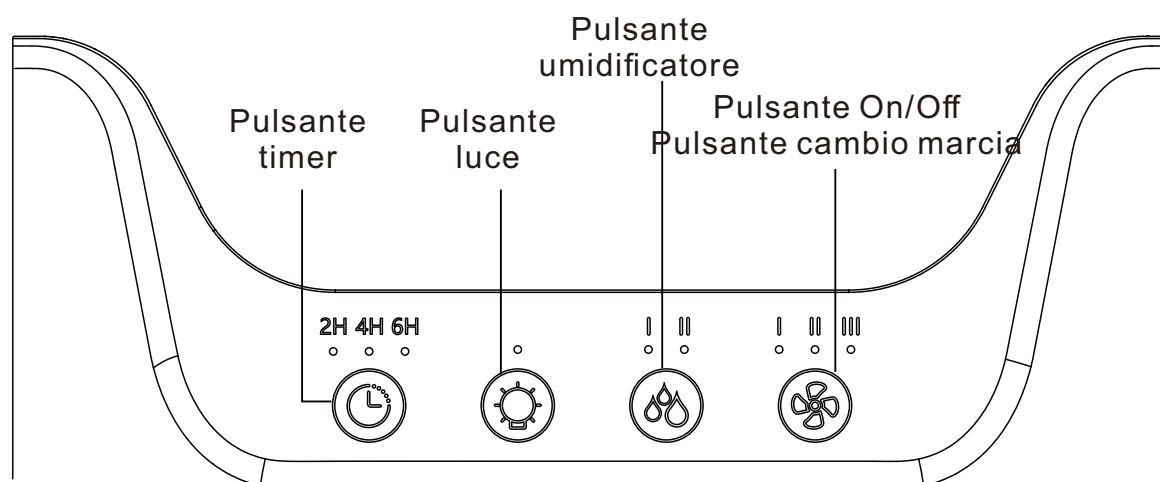 Pulsante
umidificatore
Pulsante On/Off
Pulsante cambio marcia
Pulsante
timer
Pulsante
luce
2H 4H 6H
I II
I II III